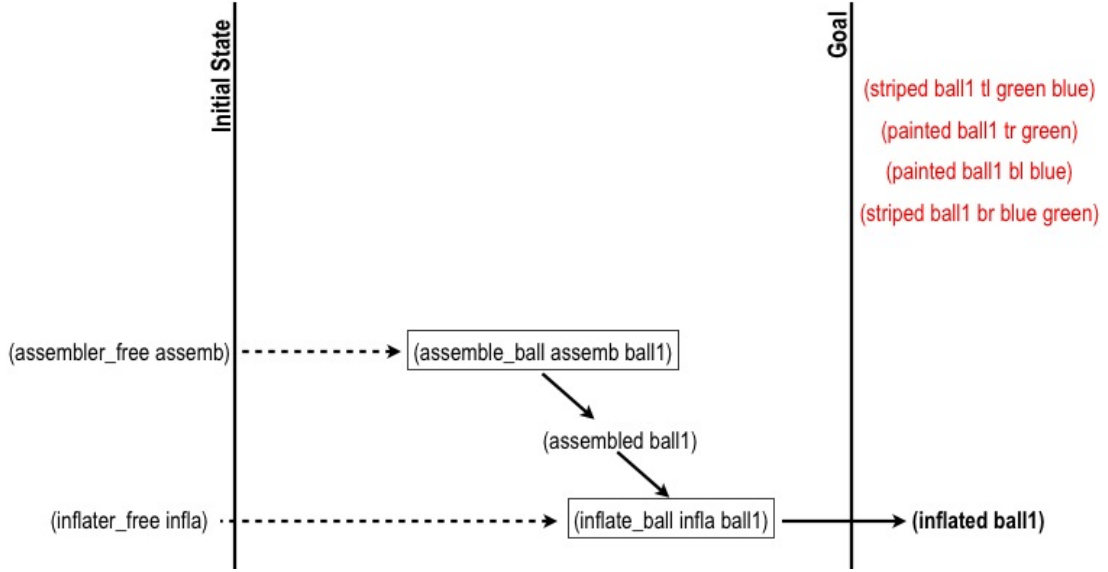 Initial State
Goal
(striped ball1 tl green blue)
(painted ball1 tr green)
(painted ball1 bl blue)
(striped ball1 br blue green)
(assembler_free assemb)
(assemble_ball assemb ball1)
(assembled ball1)
(inflater_free infla)
(inflate_ball infla ball1)
(inflated ball1)